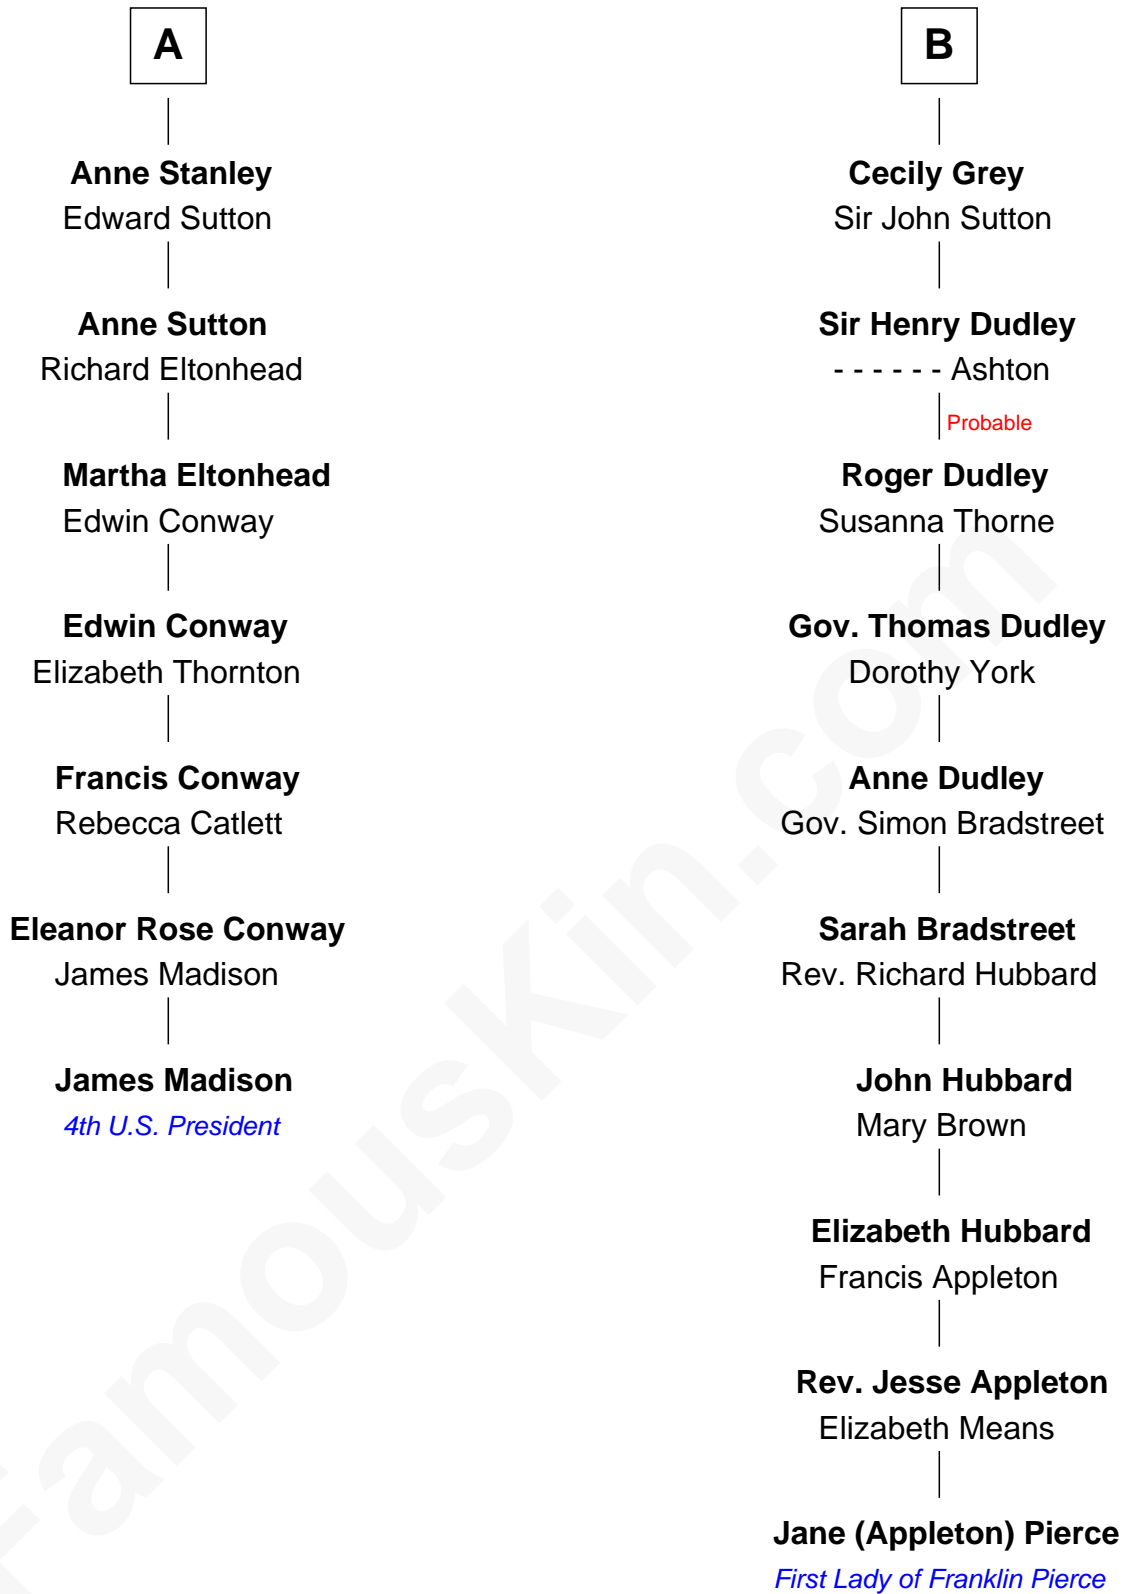 A
Anne Stanley
Edward Sutton
Anne Sutton
Richard Eltonhead
Martha Eltonhead
Edwin Conway
Edwin Conway
Elizabeth Thornton
Francis Conway
Rebecca Catlett
Eleanor Rose Conway
James Madison
James Madison
4th U.S. President
B
Cecily Grey
Sir John Sutton
Sir Henry Dudley
- - - - - - Ashton
Probable
Roger Dudley
Susanna Thorne
Gov. Thomas Dudley
Dorothy York
Anne Dudley
Gov. Simon Bradstreet
Sarah Bradstreet
Rev. Richard Hubbard
John Hubbard
Mary Brown
Elizabeth Hubbard
Francis Appleton
Rev. Jesse Appleton
Elizabeth Means
Jane (Appleton) Pierce
First Lady of Franklin Pierce
FamousKin.com